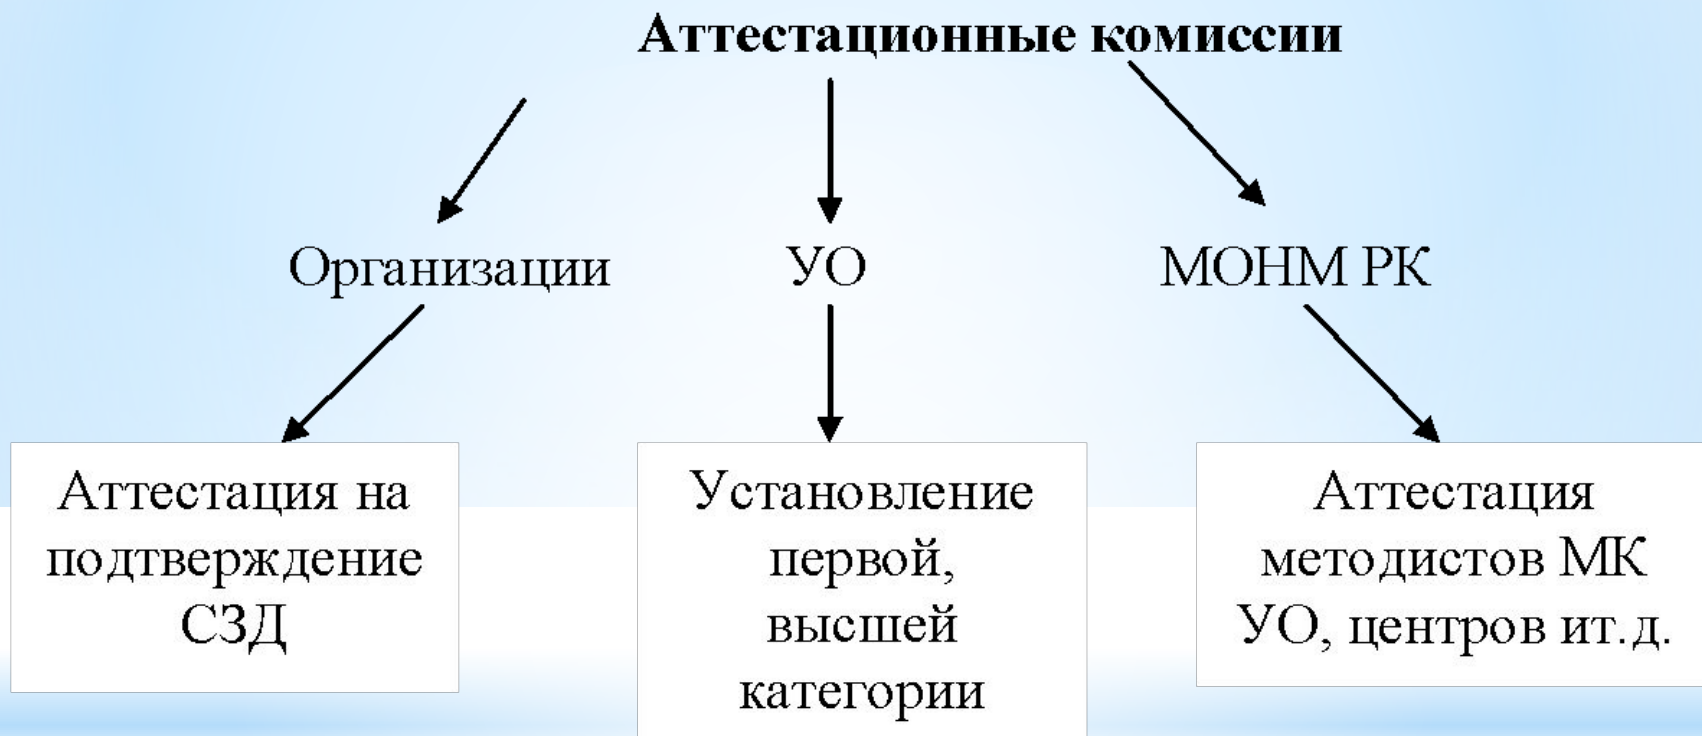 Аттестационные комиссии
Организации
УО
МОНМ РК
Аттестация на
подтверждение
СЗД
Установление
первой,
высшей
категории
Аттестация
методистов МК
УО, центров ит.д.